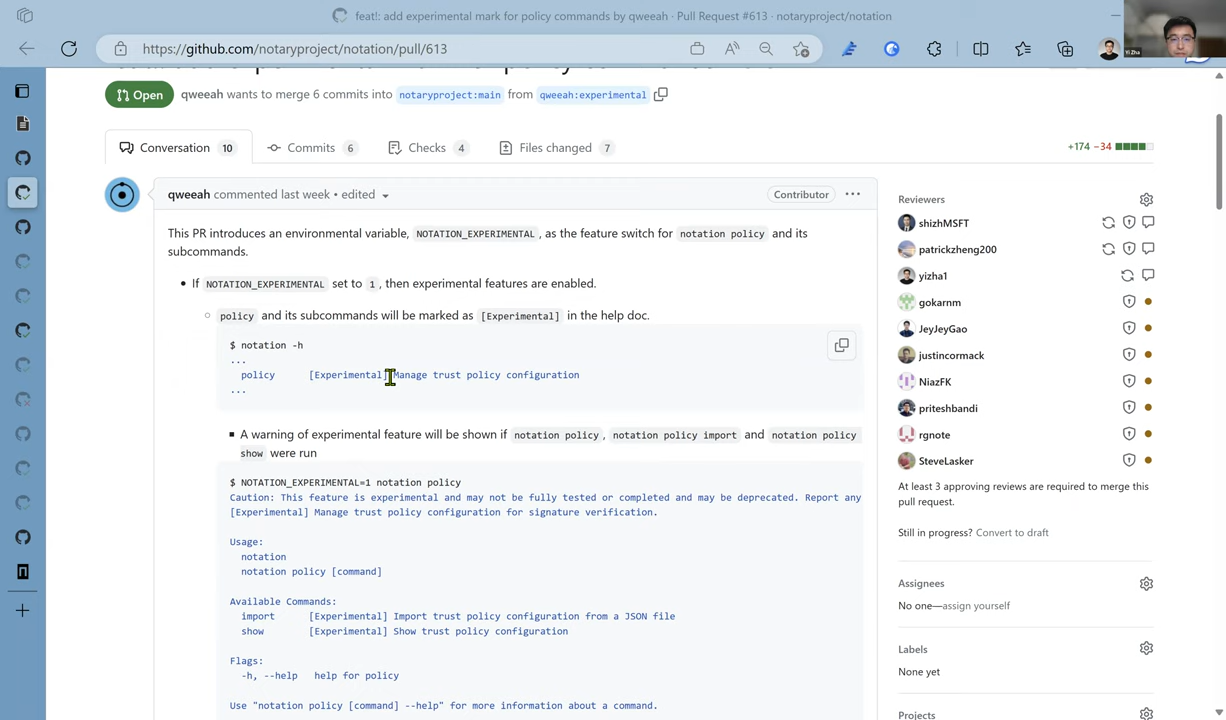 feat!: add experimental mark for policy commands by qweeah · Pull Request #613 · notaryproject/notation
https://github.com/notaryproject/notation/pull/613
Yi Zha
Open
qweeah wants to merge 6 commits into notaryproject:main from qweeah:experimental
Conversation 10
Commits 6
Checks 4
Files changed 7
+174 −34
qweeah commented last week • edited
Contributor
This PR introduces an environmental variable, NOTATION_EXPERIMENTAL , as the feature switch for notation policy and its
subcommands.
If NOTATION_EXPERIMENTAL set to 1 , then experimental features are enabled.
policy and its subcommands will be marked as [Experimental] in the help doc.
$ notation -h
...
policy [Experimental] Manage trust policy configuration
...
A warning of experimental feature will be shown if notation policy , notation policy import and notation policy
show were run
$ NOTATION_EXPERIMENTAL=1 notation policy
Caution: This feature is experimental and may not be fully tested or completed and may be deprecated. Report any
[Experimental] Manage trust policy configuration for signature verification.
Usage:
notation
notation policy [command]
Available Commands:
import [Experimental] Import trust policy configuration from a JSON file
show [Experimental] Show trust policy configuration
Flags:
-h, --help help for policy
Use "notation policy [command] --help" for more information about a command.
Reviewers
shizhMSFT
patrickzheng200
yizha1
gokarnm
JeyJeyGao
justincormack
NiazFK
priteshbandi
rgnote
SteveLasker
At least 3 approving reviews are required to merge this
pull request.
Still in progress? Convert to draft
Assignees
No one—assign yourself
Labels
None yet
Projects